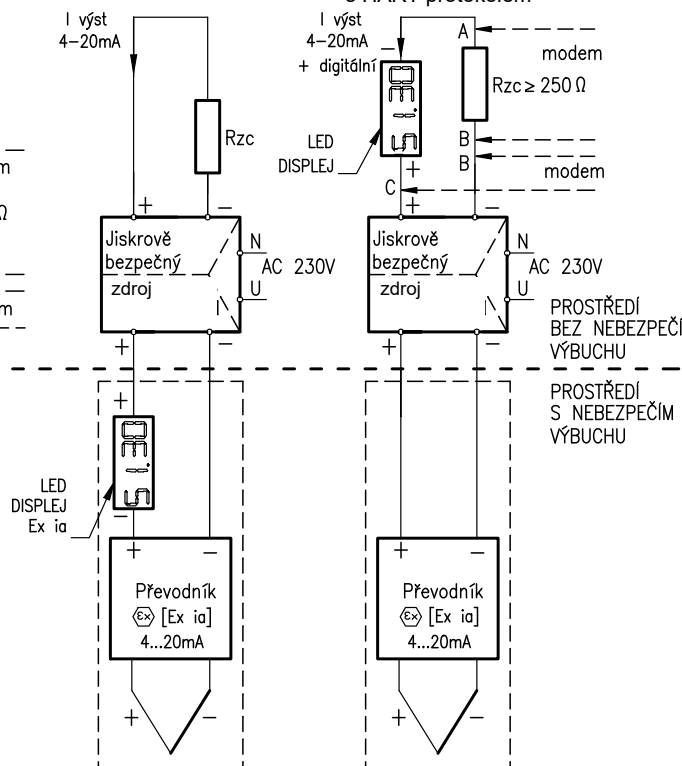 s HART protokolem
I výst
4–20mA
Rzc
+
–
Jiskrově
bezpečný
zdroj
N
AC 230V
U
I
+
–
m
Ω
m
I výst
4–20mA
+ digitální
–
LED
DISPLEJ
+
C
A
modem
Rzc ≥ 250 Ω
B
B
modem
+
–
Jiskrově
bezpečný
zdroj
N
AC 230V
U
I
+
–
PROSTŘEDÍ
BEZ NEBEZPEČÍ
VÝBUCHU
PROSTŘEDÍ
S NEBEZPEČÍM
VÝBUCHU
+
LED
DISPLEJ
Ex ia
–
+
–
Převodník
εx [Ex ia]
4...20mA
+
–
+
–
Převodník
εx [Ex ia]
4...20mA
+
–